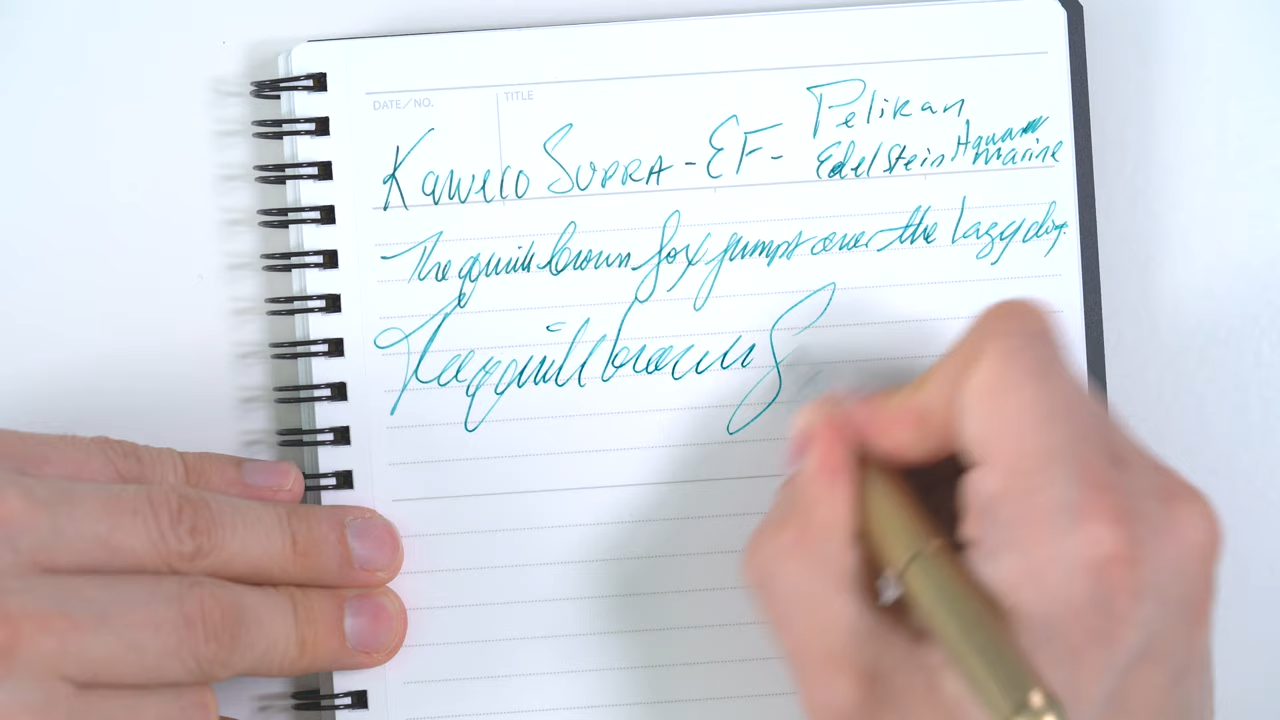 DATE/NO. TITLE
Kaweco SUPRA - EF - Pelikan
Edelstein Aquamarine
The quick brown fox jumps over the lazy dog.
The quick brown f